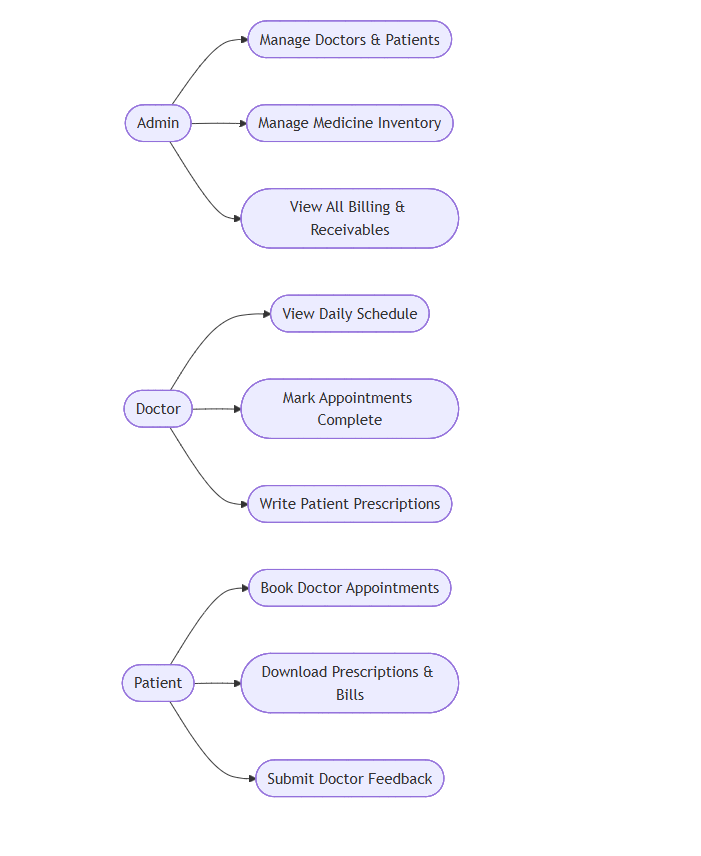 Manage Doctors & Patients
Admin
Manage Medicine Inventory
View All Billing &
Receivables
View Daily Schedule
Doctor
Mark Appointments
Complete
Write Patient Prescriptions
Book Doctor Appointments
Patient
Download Prescriptions &
Bills
Submit Doctor Feedback